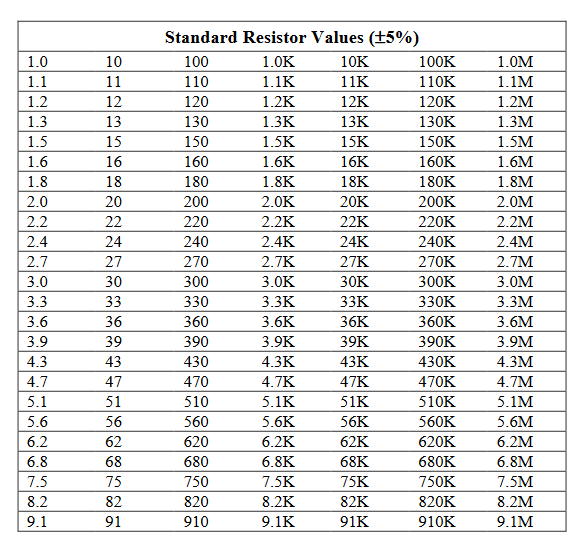 Standard Resistor Values (±5%)
1.0 10 100 1.0K 10K 100K 1.0M
1.1 11 110 1.1K 11K 110K 1.1M
1.2 12 120 1.2K 12K 120K 1.2M
1.3 13 130 1.3K 13K 130K 1.3M
1.5 15 150 1.5K 15K 150K 1.5M
1.6 16 160 1.6K 16K 160K 1.6M
1.8 18 180 1.8K 18K 180K 1.8M
2.0 20 200 2.0K 20K 200K 2.0M
2.2 22 220 2.2K 22K 220K 2.2M
2.4 24 240 2.4K 24K 240K 2.4M
2.7 27 270 2.7K 27K 270K 2.7M
3.0 30 300 3.0K 30K 300K 3.0M
3.3 33 330 3.3K 33K 330K 3.3M
3.6 36 360 3.6K 36K 360K 3.6M
3.9 39 390 3.9K 39K 390K 3.9M
4.3 43 430 4.3K 43K 430K 4.3M
4.7 47 470 4.7K 47K 470K 4.7M
5.1 51 510 5.1K 51K 510K 5.1M
5.6 56 560 5.6K 56K 560K 5.6M
6.2 62 620 6.2K 62K 620K 6.2M
6.8 68 680 6.8K 68K 680K 6.8M
7.5 75 750 7.5K 75K 750K 7.5M
8.2 82 820 8.2K 82K 820K 8.2M
9.1 91 910 9.1K 91K 910K 9.1M